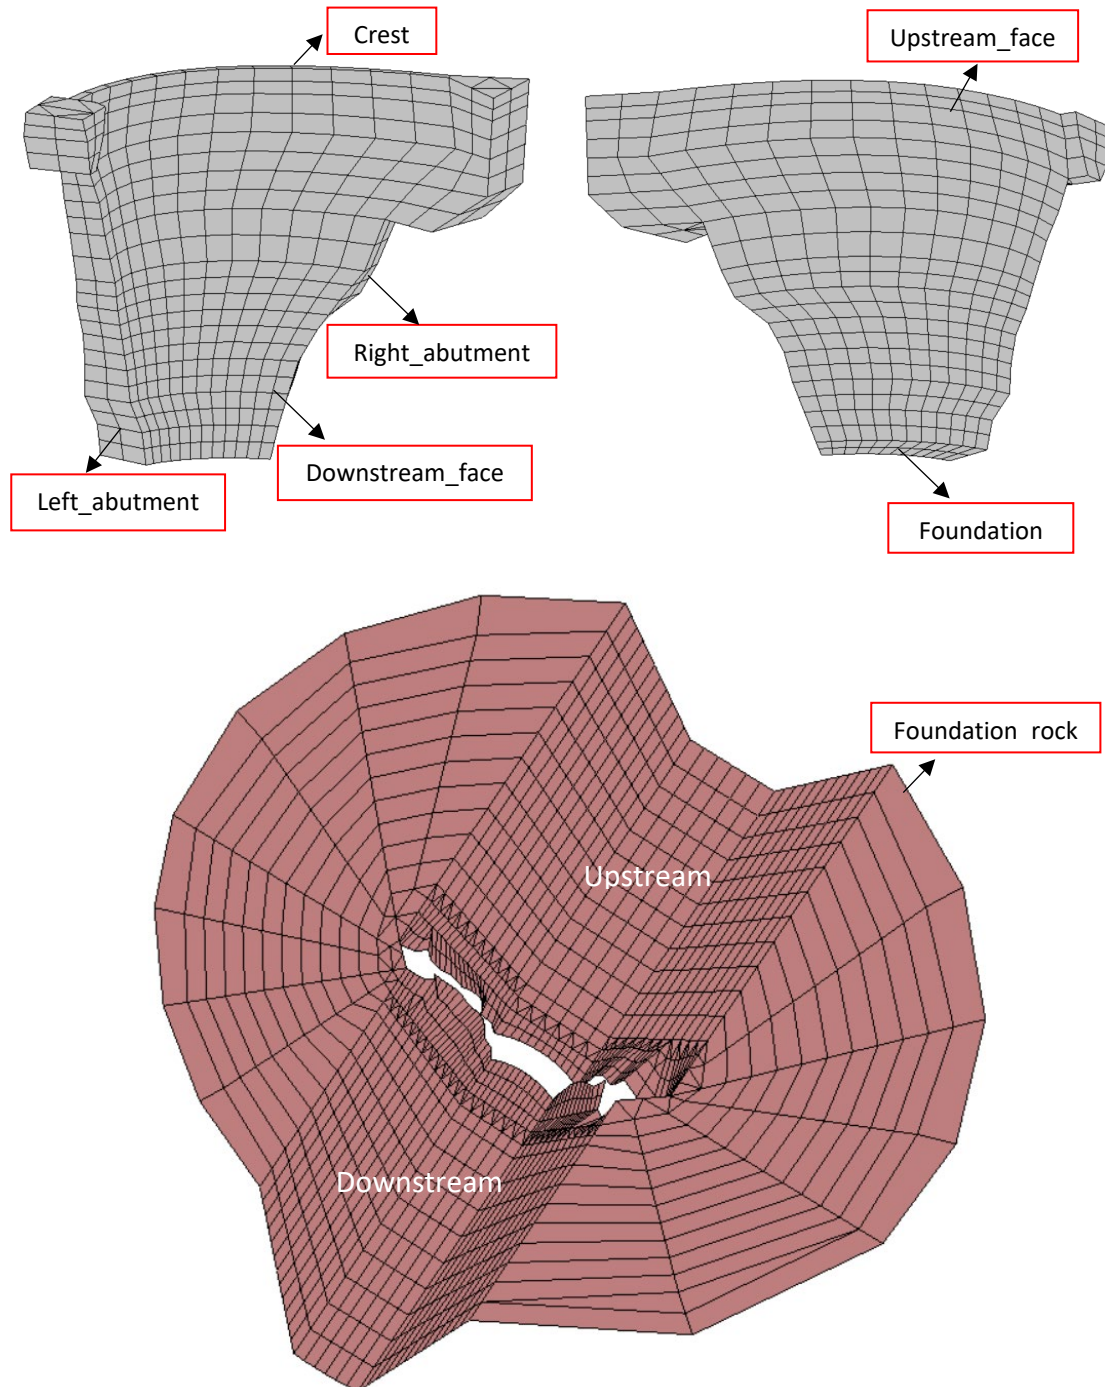 Crest
Upstream_face
Right_abutment
Downstream_face
Left_abutment
Foundation
Foundation rock
Upstream
Downstream